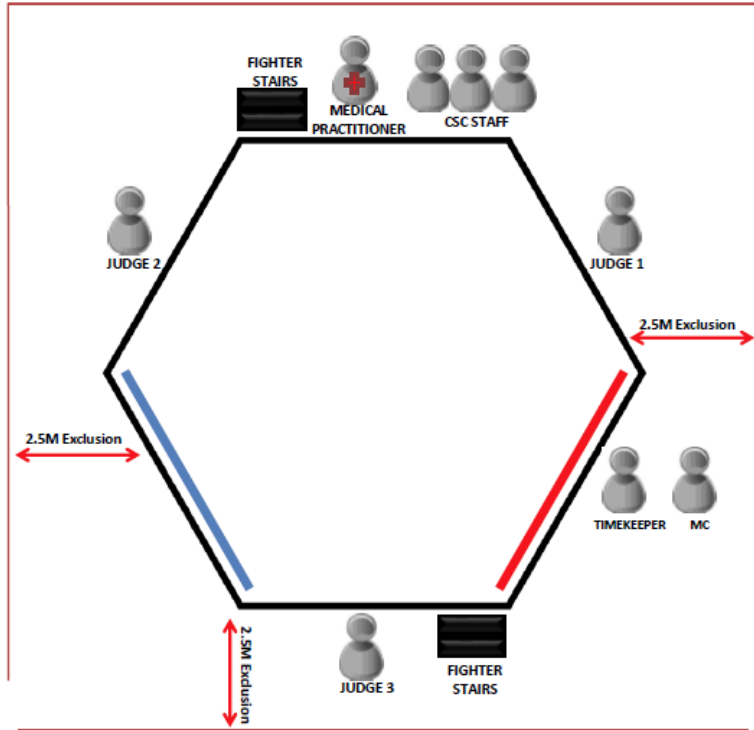 FIGHTER
STAIRS
MEDICAL
PRACTITIONER
CSC STAFF
JUDGE 2
JUDGE 1
2.5M Exclusion
2.5M Exclusion
TIMEKEEPER
MC
2.5M Exclusion
JUDGE 3
FIGHTER
STAIRS